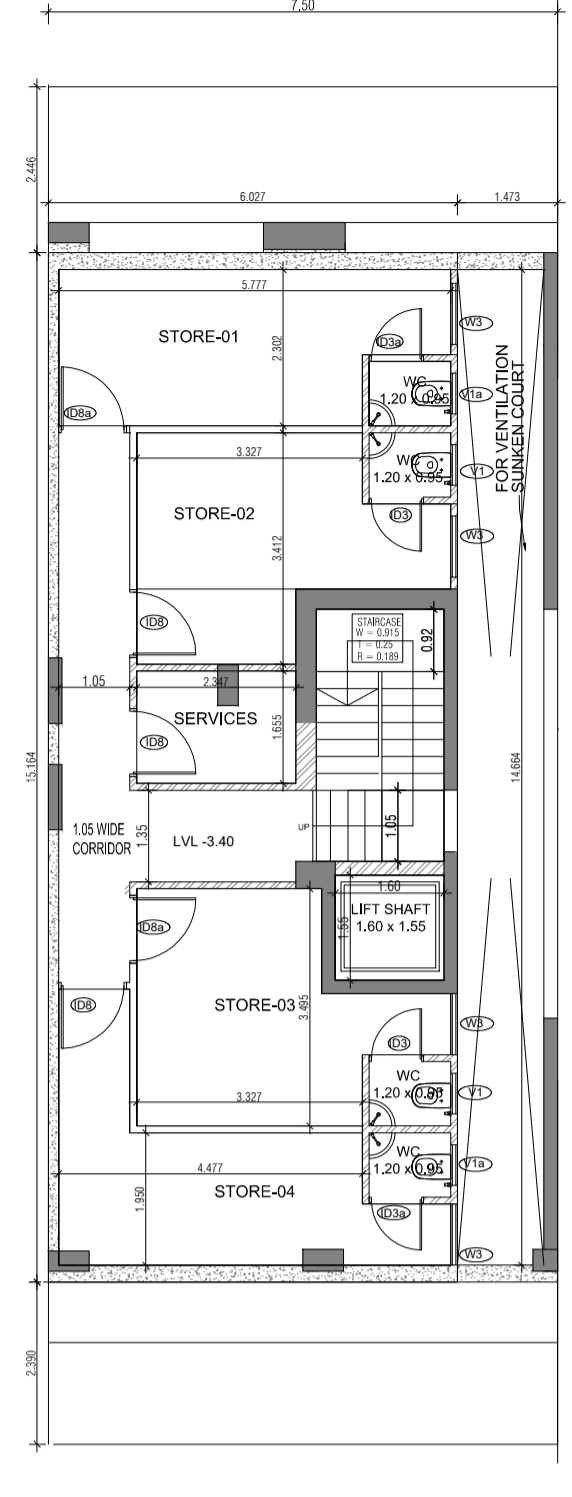 7.50
2.446
6.027
1.473
5.777
STORE-01
2.302
ID3a
W3
WC
1.20 x 0.95
V1a
ID8a
FOR VENTILATION
SUNKEN COURT
3.327
WC
1.20 x 0.95
V1
STORE-02
ID3
W3
3.412
ID8
STAIRCASE
W = 0.915
T = 0.25
R = 0.189
0.92
1.05
2.347
SERVICES
1.655
ID8
15.164
14.664
1.05 WIDE
CORRIDOR
1.35
LVL -3.40
UP
1.05
1.60
LIFT SHAFT
1.60 x 1.55
1.55
ID8a
STORE-03
3.495
ID8
W3
ID3
WC
1.20 x 0.95
V1
3.327
WC
1.20 x 0.95
V1a
4.477
STORE-04
1.950
ID3a
W3
2.390